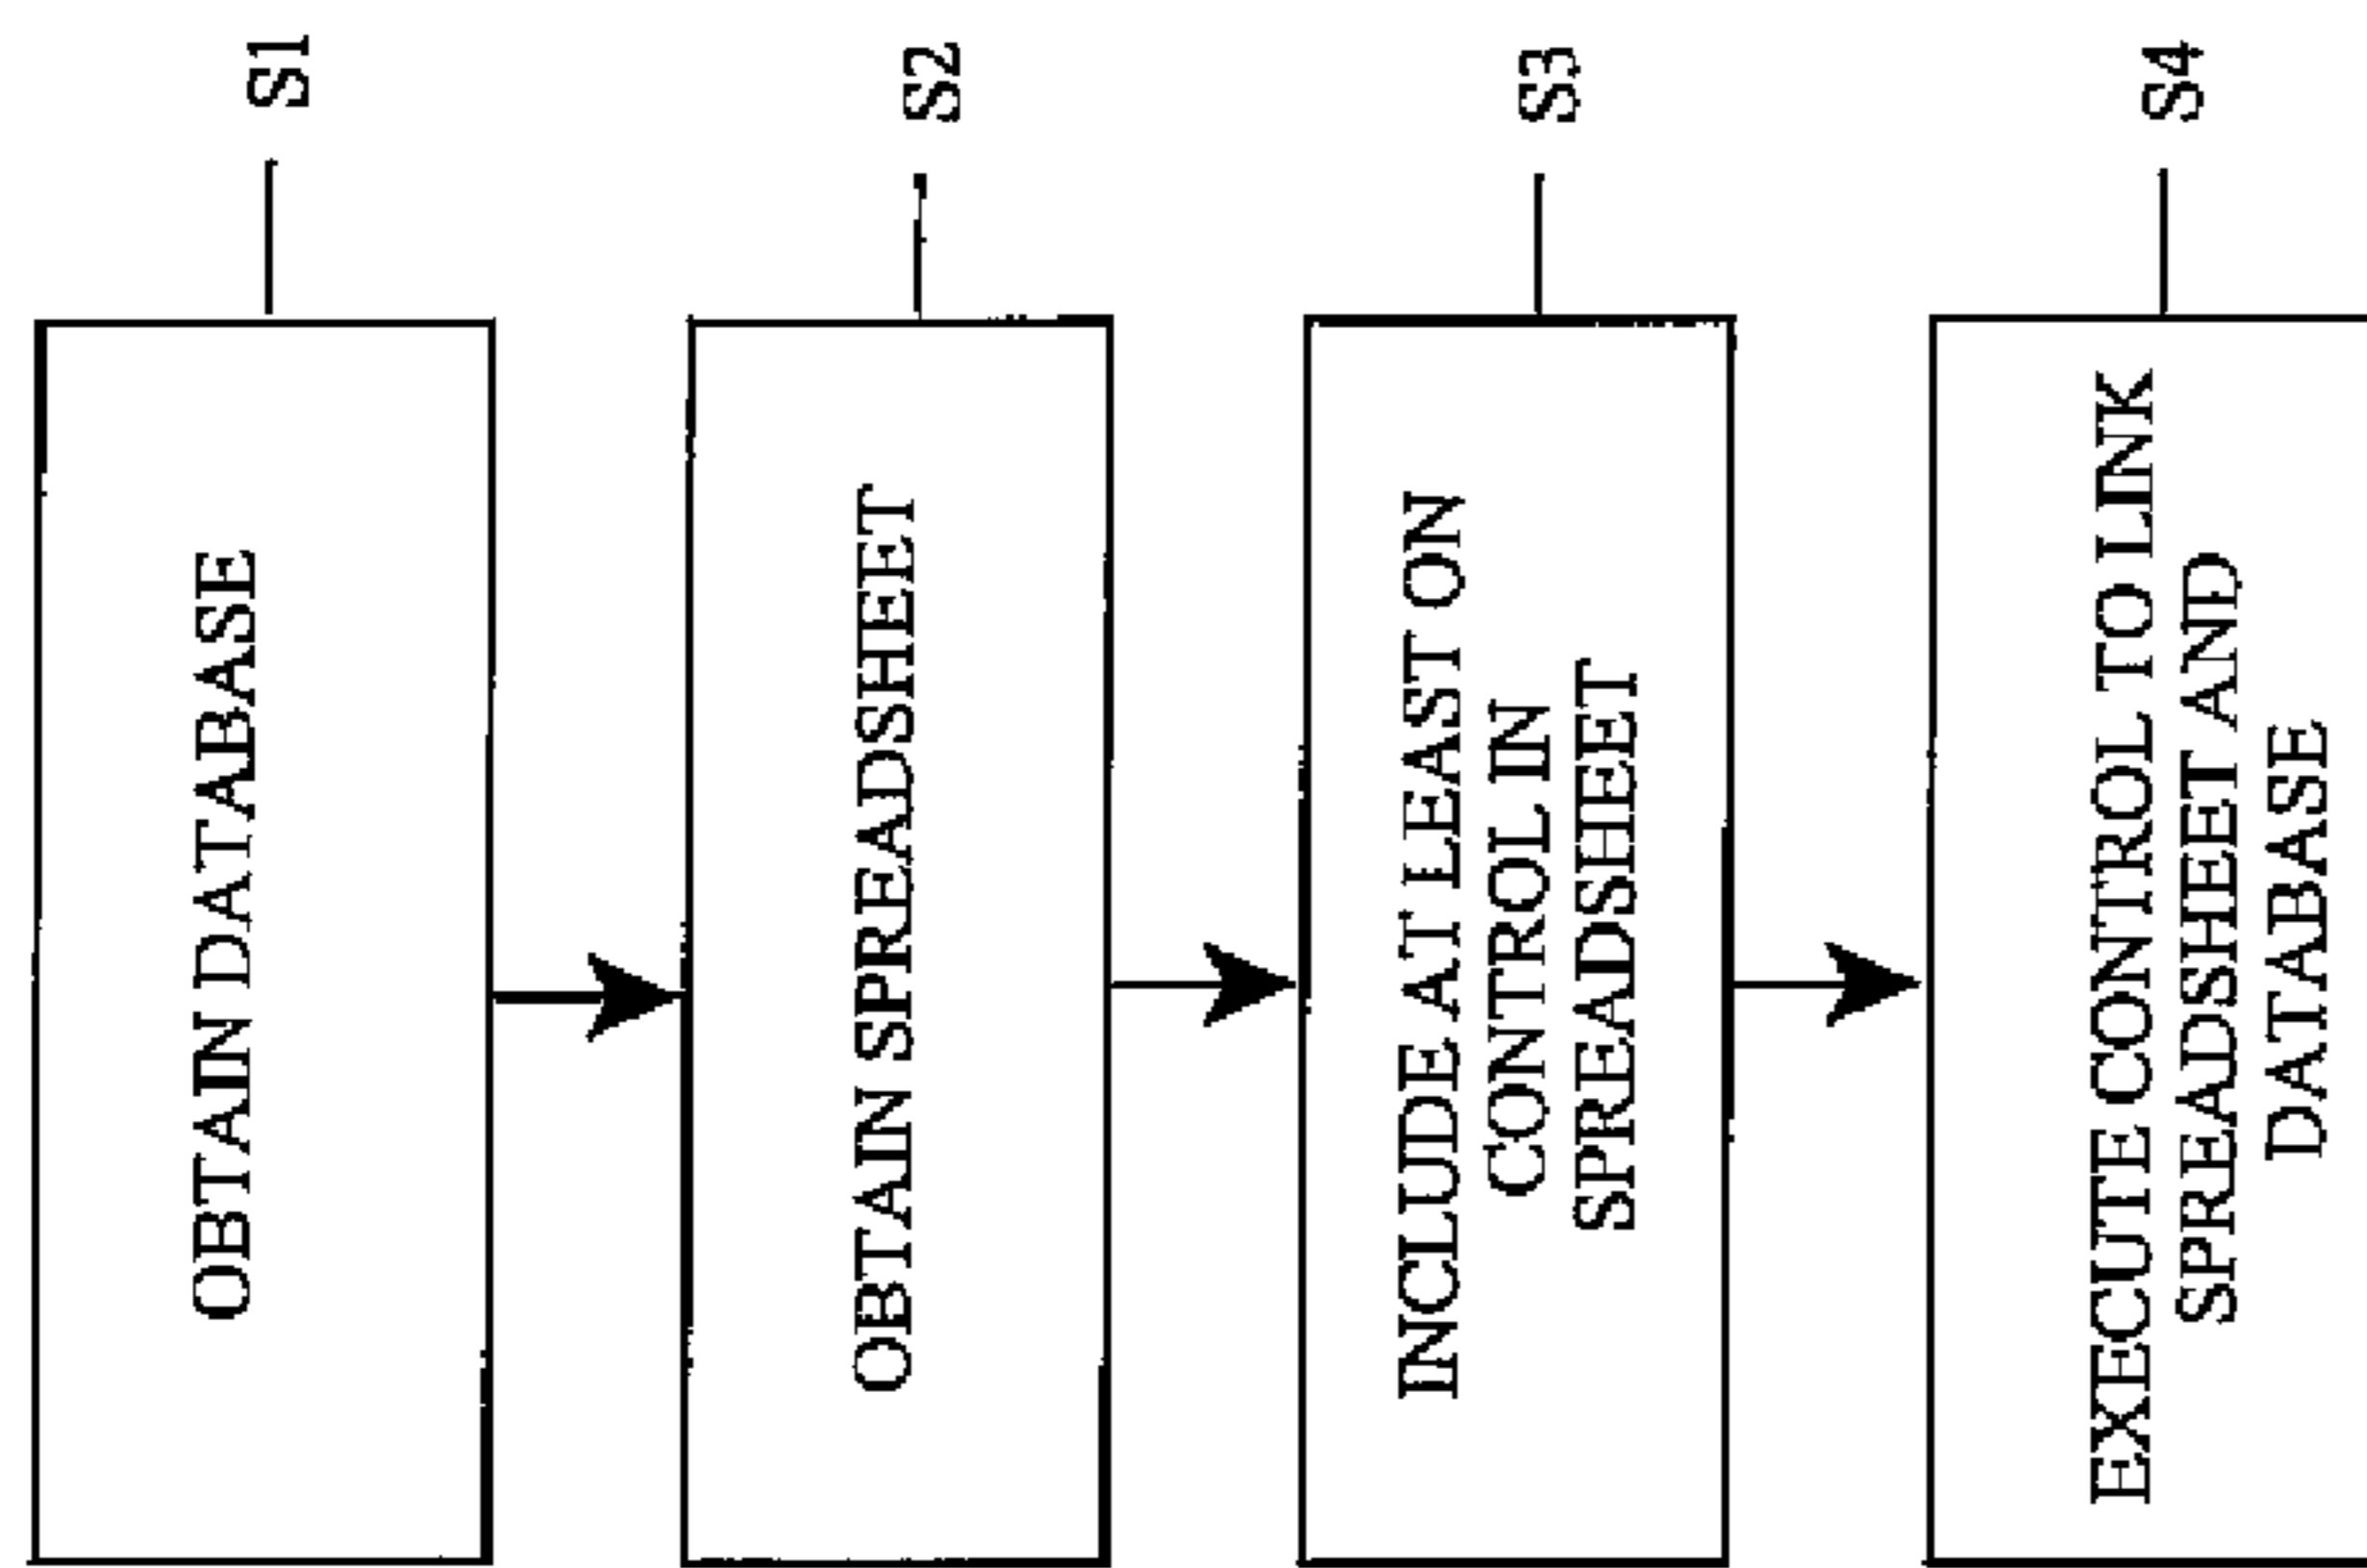 OBTAIN DATABASE
S1
OBTAIN SPREADSHEET
S2
INCLUDE AT LEAST ON
CONTROL IN
SPREADSHEET
S3
EXECUTE CONTROL TO LINK
SPREADSHEET AND
DATABASE
S4